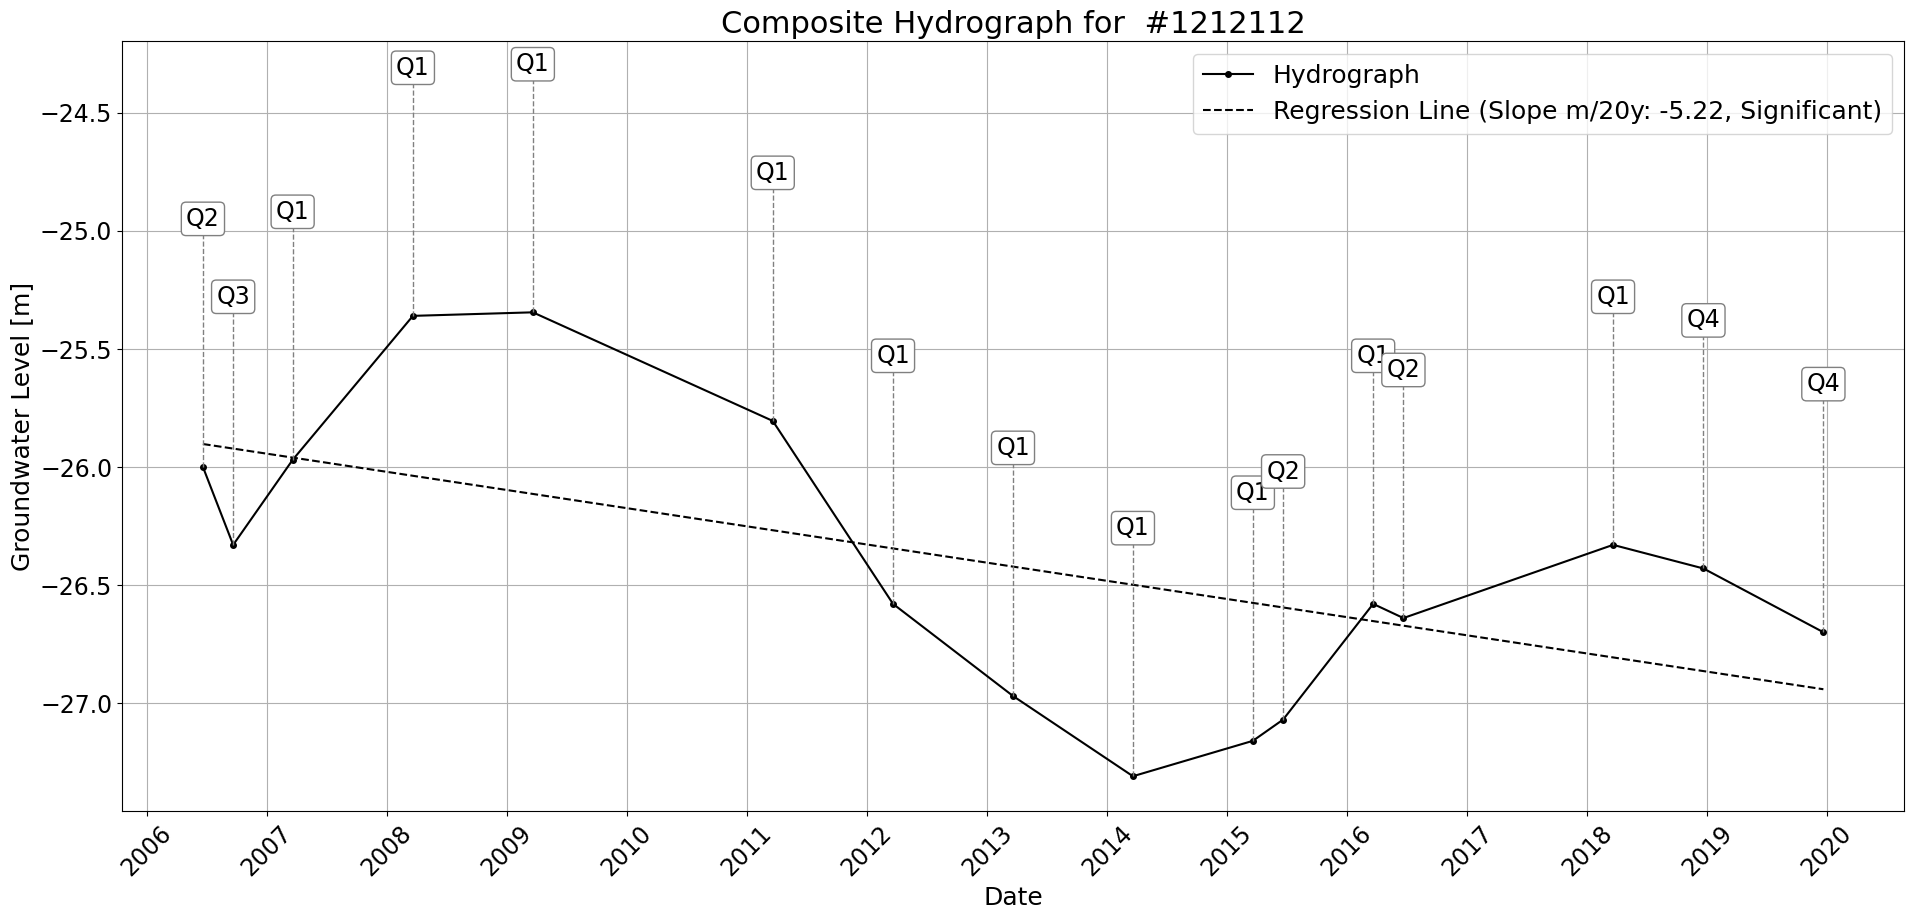 Composite Hydrograph for  #1212112
Hydrograph
Regression Line (Slope m/20y: -5.22, Significant)
Groundwater Level [m]
−24.5
−25.0
−25.5
−26.0
−26.5
−27.0
Q2
Q3
Q1
Q1
Q1
Q1
Q1
Q1
Q1
Q1
Q2
Q1
Q2
Q1
Q4
Q4
2006
2007
2008
2009
2010
2011
2012
2013
2014
2015
2016
2017
2018
2019
2020
Date